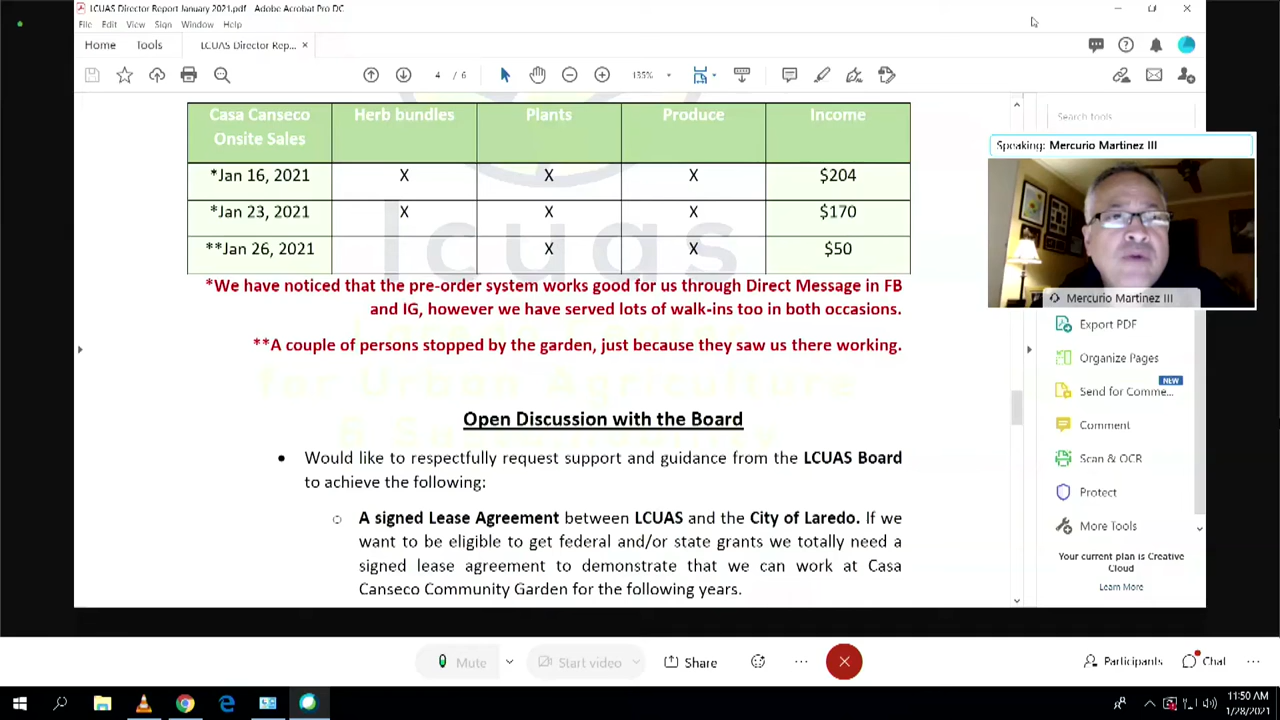 LCUAS Director Report January 2021.pdf - Adobe Acrobat Pro DC
File Edit View Sign Window Help
Home Tools LCUAS Director Rep... ×
4 / 6 135%
Casa Canseco Onsite Sales Herb bundles Plants Produce Income
*Jan 16, 2021 X X X $204
*Jan 23, 2021 X X X $170
**Jan 26, 2021 X X $50
lcuas
*We have noticed that the pre-order system works good for us through Direct Message in FB
and IG, however we have served lots of walk-ins too in both occasions.
**A couple of persons stopped by the garden, just because they saw us there working.
for Urban Agriculture
Open Discussion with the Board
• Would like to respectfully request support and guidance from the LCUAS Board
to achieve the following:
○ A signed Lease Agreement between LCUAS and the City of Laredo. If we
want to be eligible to get federal and/or state grants we totally need a
signed lease agreement to demonstrate that we can work at Casa
Canseco Community Garden for the following years.
Search tools
Speaking: Mercurio Martinez III
Mercurio Martinez III
Export PDF
Organize Pages
NEW
Send for Comme...
Comment
Scan & OCR
Protect
More Tools
Your current plan is Creative
Cloud
Learn More
Mute Start video Share Participants Chat
11:50 AM
1/28/2021